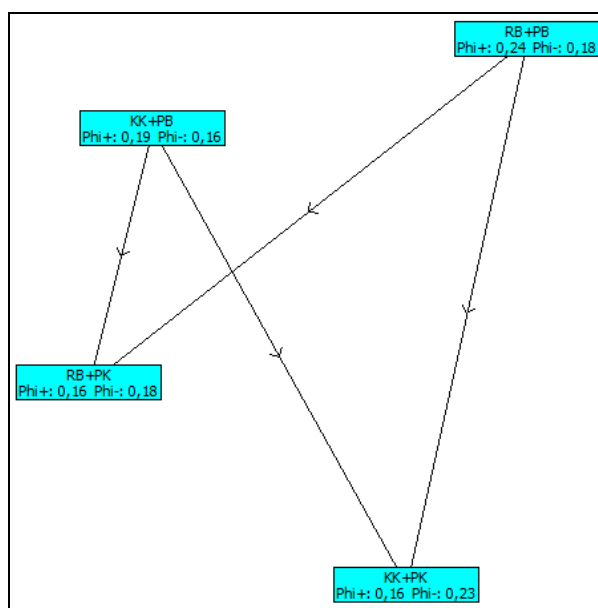 RB+PB
Phi+: 0,24 Phi-: 0,18
KK+PB
Phi+: 0,19 Phi-: 0,16
RB+PK
Phi+: 0,16 Phi-: 0,18
KK+PK
Phi+: 0,16 Phi-: 0,23